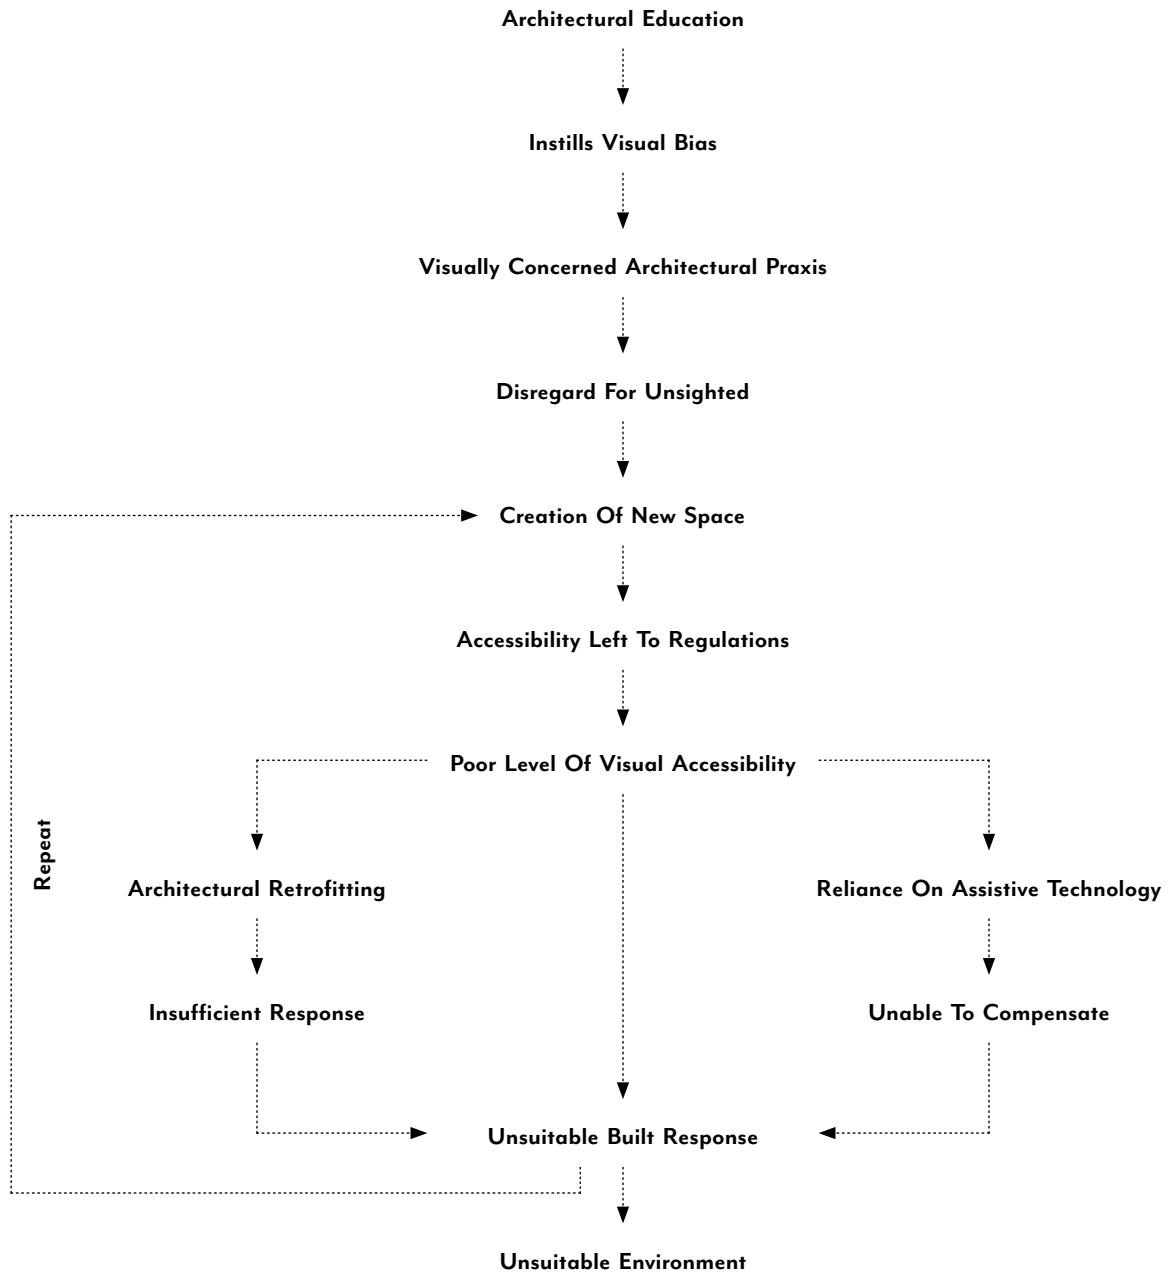 Architectural Education
Instills Visual Bias
Visually Concerned Architectural Praxis
Disregard For Unsighted
Creation Of New Space
Accessibility Left To Regulations
Poor Level Of Visual Accessibility
Repeat
Architectural Retrofitting
Reliance On Assistive Technology
Insufficient Response
Unable To Compensate
Unsuitable Built Response
Unsuitable Environment